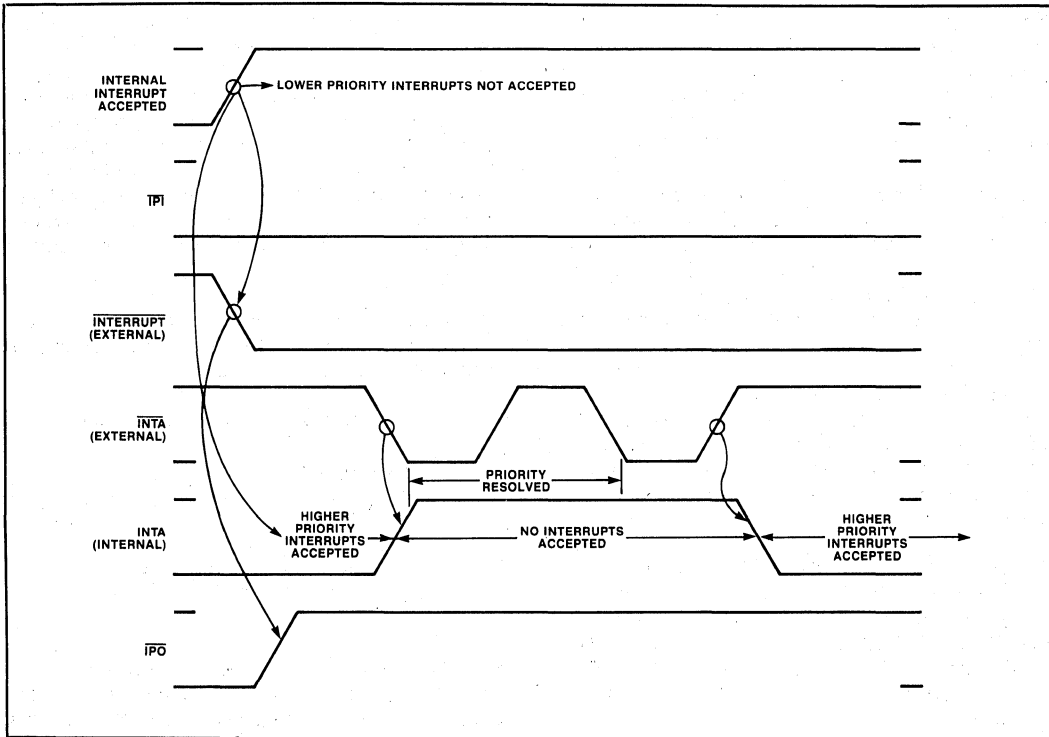 INTERNAL
INTERRUPT
ACCEPTED
LOWER PRIORITY INTERRUPTS NOT ACCEPTED
IPI
INTERRUPT
(EXTERNAL)
INTA
(EXTERNAL)
PRIORITY
RESOLVED
INTA
(INTERNAL)
HIGHER
PRIORITY
INTERRUPTS
ACCEPTED
NO INTERRUPTS
ACCEPTED
HIGHER
PRIORITY
INTERRUPTS
ACCEPTED
IPO